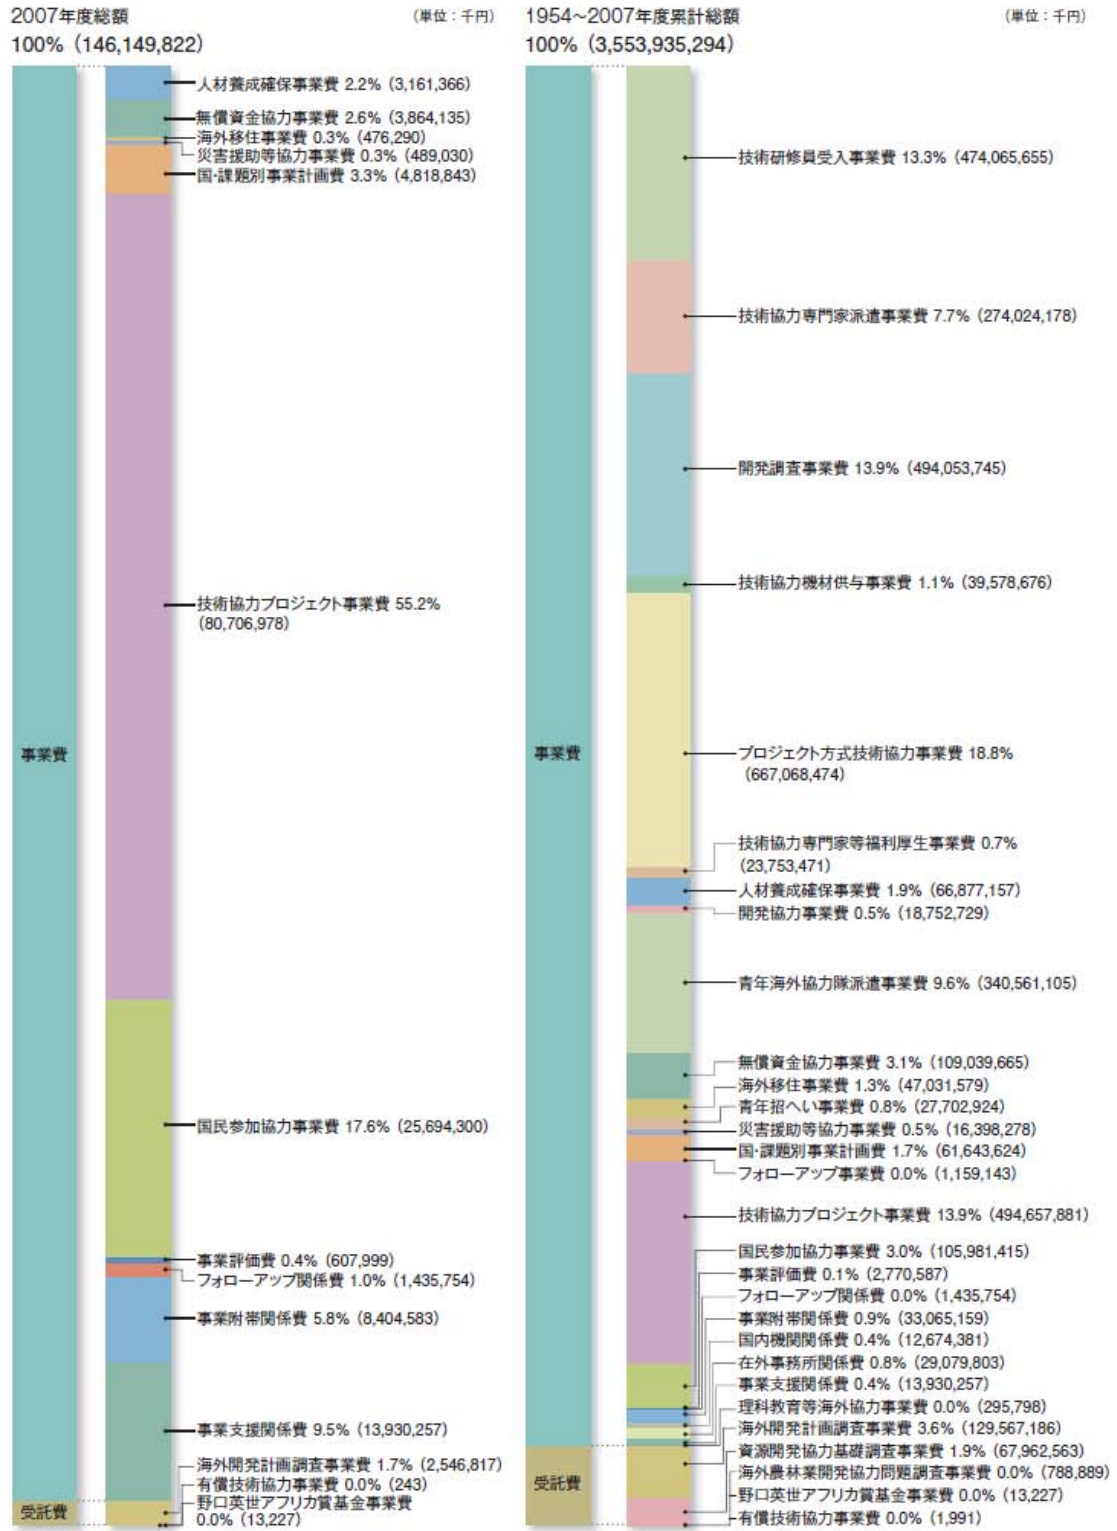 2007年度総額
(単位：千円)
100%（146,149,822）
人材養成確保事業費 2.2%（3,161,366）
無償資金協力事業費 2.6%（3,864,135）
海外移住事業費 0.3%（476,290）
災害援助等協力事業費 0.3%（489,030）
国・課題別事業計画費 3.3%（4,818,843）
技術協力プロジェクト事業費 55.2%
（80,706,978）
事業費
国民参加協力事業費 17.6%（25,694,300）
事業評価費 0.4%（607,999）
フォローアップ関係費 1.0%（1,435,754）
事業附帯関係費 5.8%（8,404,583）
事業支援関係費 9.5%（13,930,257）
海外開発計画調査事業費 1.7%（2,546,817）
有償技術協力事業費 0.0%（243）
野口英世アフリカ賞基金事業費
0.0%（13,227）
受託費
1954～2007年度累計総額
（単位：千円）
100%（3,553,935,294）
技術研修員受入事業費 13.3%（474,065,655）
技術協力専門家派遣事業費 7.7%（274,024,178）
開発調査事業費 13.9%（494,053,745）
技術協力機材供与事業費 1.1%（39,578,676）
事業費
プロジェクト方式技術協力事業費 18.8%
（667,068,474）
技術協力専門家等福利厚生事業費 0.7%
（23,753,471）
人材養成確保事業費 1.9%（66,877,157）
開発協力事業費 0.5%（18,752,729）
青年海外協力隊派遣事業費 9.6%（340,561,105）
無償資金協力事業費 3.1%（109,039,665）
海外移住事業費 1.3%（47,031,579）
青年招へい事業費 0.8%（27,702,924）
災害援助等協力事業費 0.5%（16,398,278）
国・課題別事業計画費 1.7%（61,643,624）
フォローアップ事業費 0.0%（1,159,143）
技術協力プロジェクト事業費 13.9%（494,657,881）
国民参加協力事業費 3.0%（105,981,415）
事業評価費 0.1%（2,770,587）
フォローアップ関係費 0.0%（1,435,754）
事業附帯関係費 0.9%（33,065,159）
国内機関関係費 0.4%（12,674,381）
在外事務所関係費 0.8%（29,079,803）
事業支援関係費 0.4%（13,930,257）
理科教育等海外協力事業費 0.0%（295,798）
海外開発計画調査事業費 3.6%（129,567,186）
資源開発協力基礎調査事業費 1.9%（67,962,563）
海外農林業開発協力問題調査事業費 0.0%（788,889）
野口英世アフリカ賞基金事業費 0.0%（13,227）
有償技術協力事業費 0.0%（1,991）
受託費